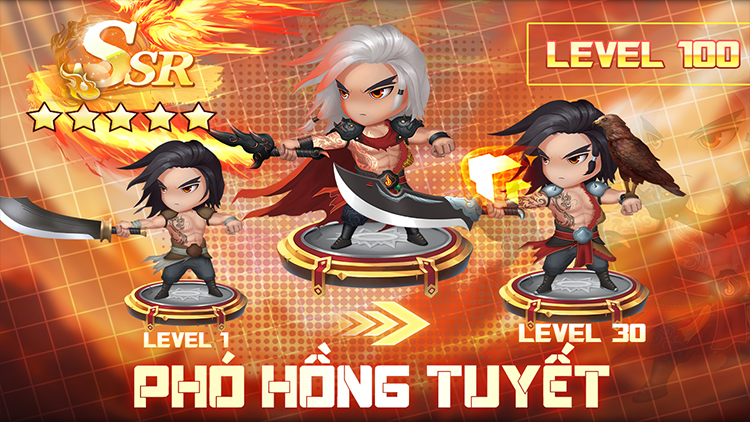 SSR
LEVEL 100
LEVEL 1
LEVEL 30
PHÓ HỒNG TUYẾT